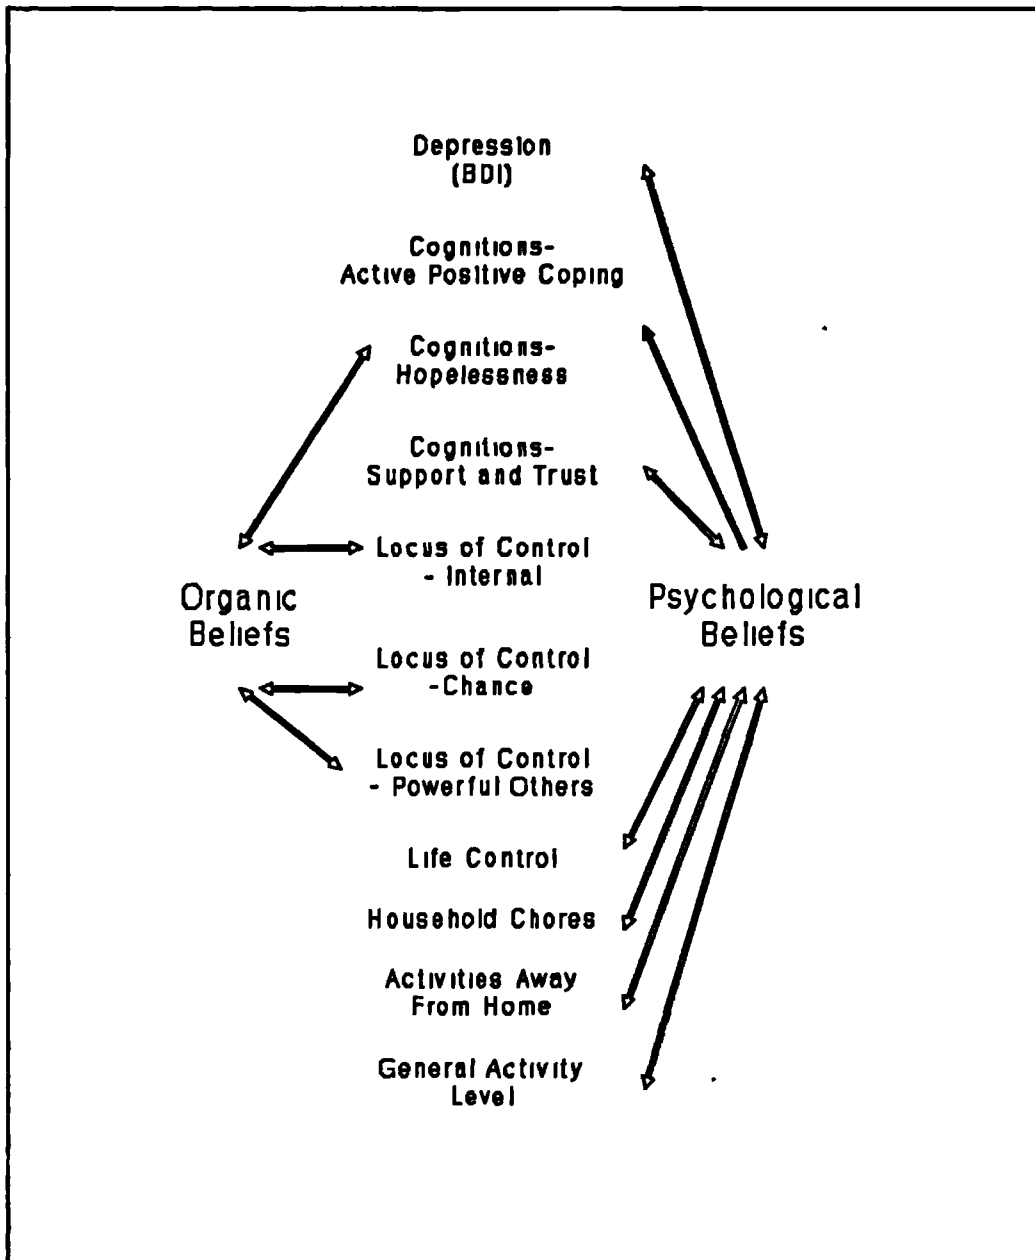 Depression
(BDI)
Cognitions-
Active Positive Coping
Cognitions-
Hopelessness
Cognitions-
Support and Trust
Locus of Control
- Internal
Organic
Beliefs
Psychological
Beliefs
Locus of Control
-Chance
Locus of Control
- Powerful Others
Life Control
Household Chores
Activities Away
From Home
General Activity
Level